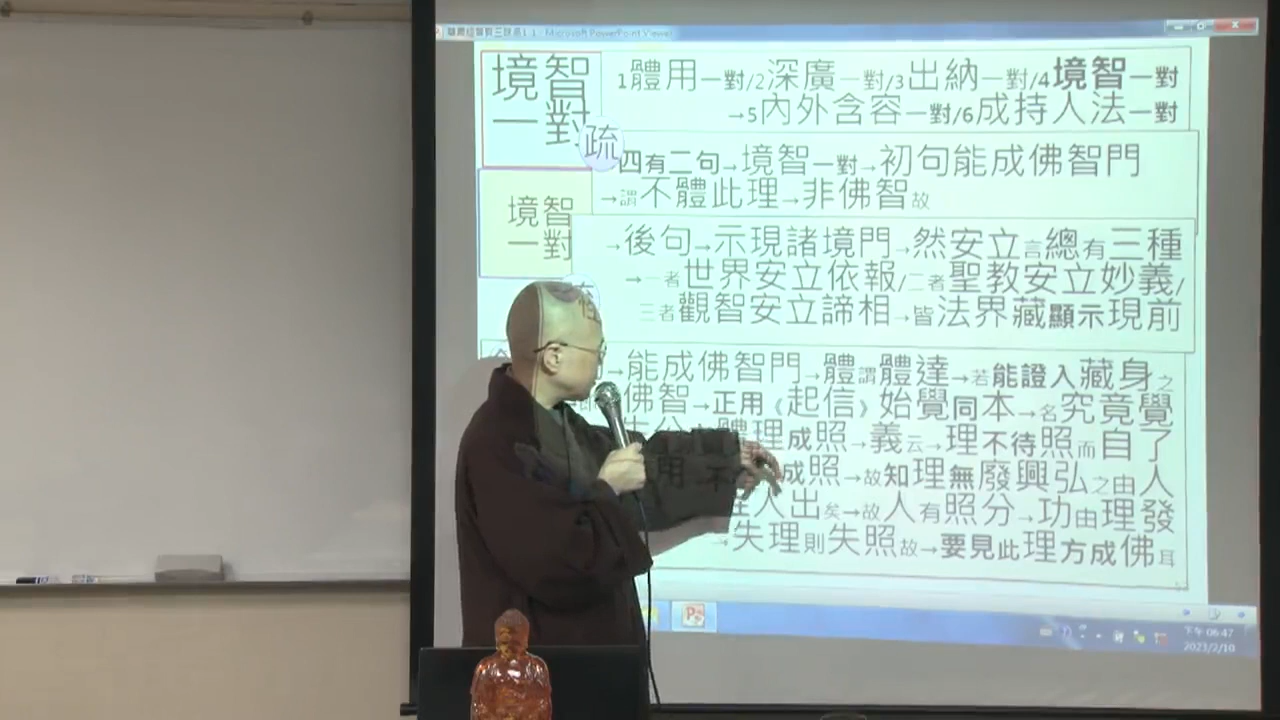 Microsoft PowerPoint Viewer
境智
一對
1體用一對/2深廣一對/3出納一對/4境智一對
→5內外含容一對/6成持人法一對
疏
四有二句→境智一對→初句能成佛智門
→謂不體此理→非佛智故
境智
一對
→後句→示現諸境門→然安立言總有三種
→一者世界安立依報/二者聖教安立妙義/
三者觀智安立諦相→皆法界藏顯示現前
→能成佛智門→體謂體達→若能證入藏身之
佛智→正用《起信》始覺同本→名究竟覺
體理成照→義云→理不待照而自了
用 不 成照→故知理無廢興弘之由人
人出矣→故人有照分→功由理發
→失理則失照故→要見此理方成佛耳
下午 06:47
2023/2/10